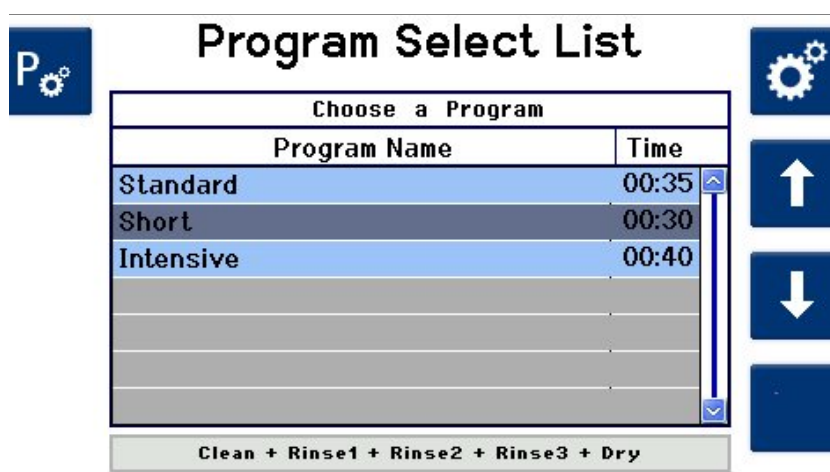 Program Select List
P
Choose a Program
Program Name Time
Standard 00:35
Short 00:30
Intensive 00:40
Clean + Rinse1 + Rinse2 + Rinse3 + Dry